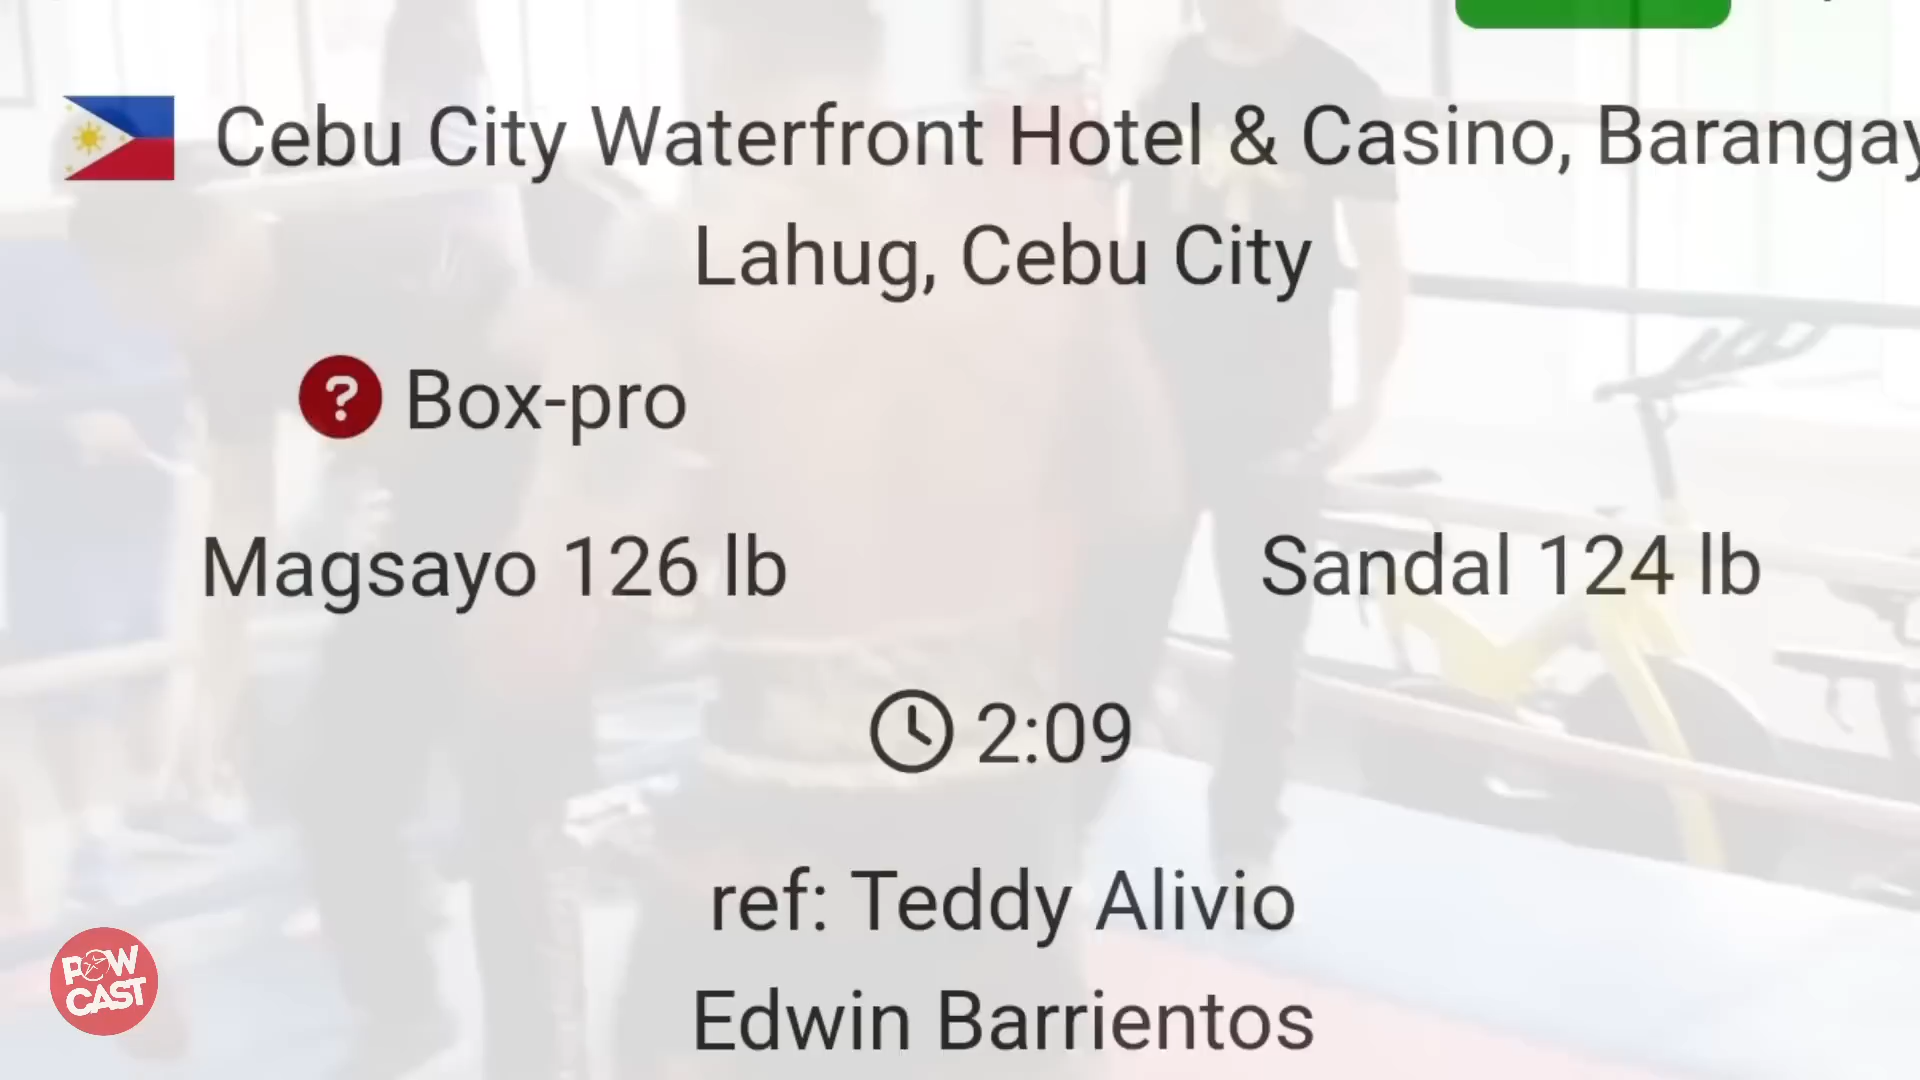 Cebu City Waterfront Hotel & Casino, Barangay
Lahug, Cebu City
? Box-pro
Magsayo 126 lb
Sandal 124 lb
2:09
ref: Teddy Alivio
Edwin Barrientos
POW
CAST